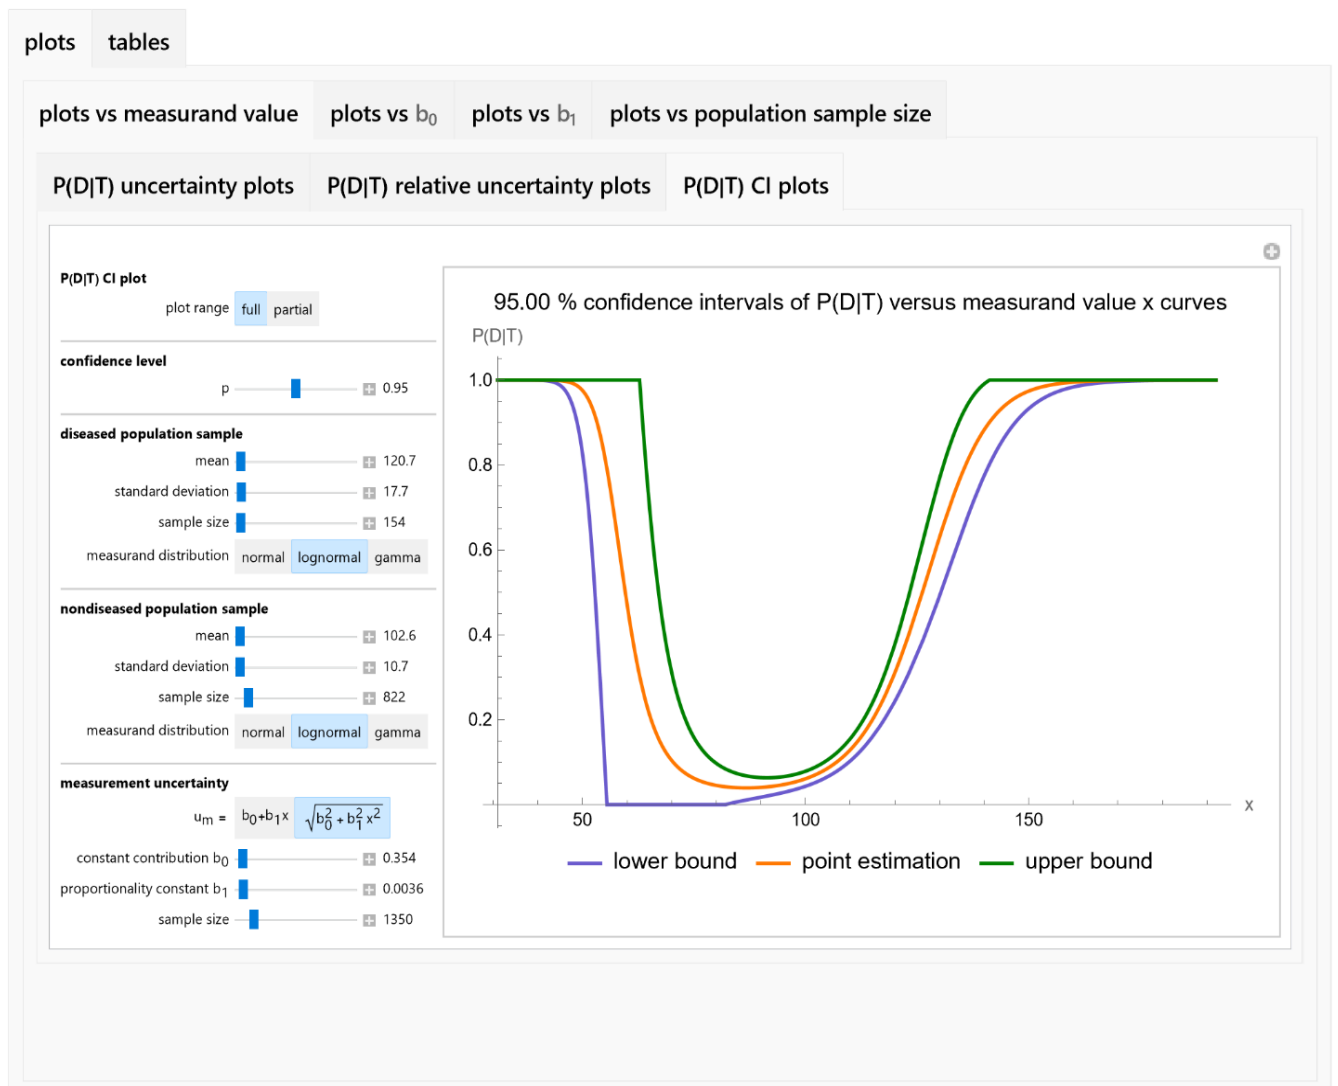 plots tables
plots vs measurand value plots vs b0 plots vs b1 plots vs population sample size
P(D|T) uncertainty plots P(D|T) relative uncertainty plots P(D|T) CI plots
P(D|T) CI plot
plot range full partial
confidence level
p 0.95
diseased population sample
mean 120.7
standard deviation 17.7
sample size 154
measurand distribution normal lognormal gamma
nondiseased population sample
mean 102.6
standard deviation 10.7
sample size 822
measurand distribution normal lognormal gamma
measurement uncertainty
um = b0+b1x √(b0² + b1² x²)
constant contribution b0 0.354
proportionality constant b1 0.0036
sample size 1350
95.00 % confidence intervals of P(D|T) versus measurand value x curves
P(D|T)
1.0
0.8
0.6
0.4
0.2
50 100 150 x
lower bound point estimation upper bound